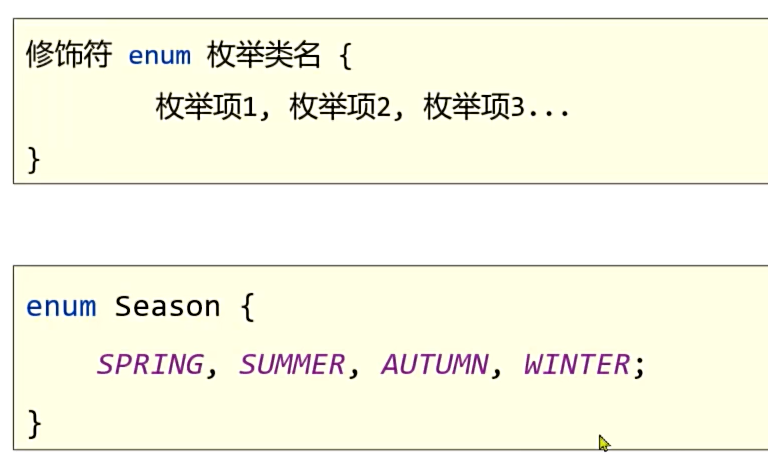 修饰符 enum 枚举类名 {
枚举项1, 枚举项2, 枚举项3...
}
enum Season {
SPRING, SUMMER, AUTUMN, WINTER;
}